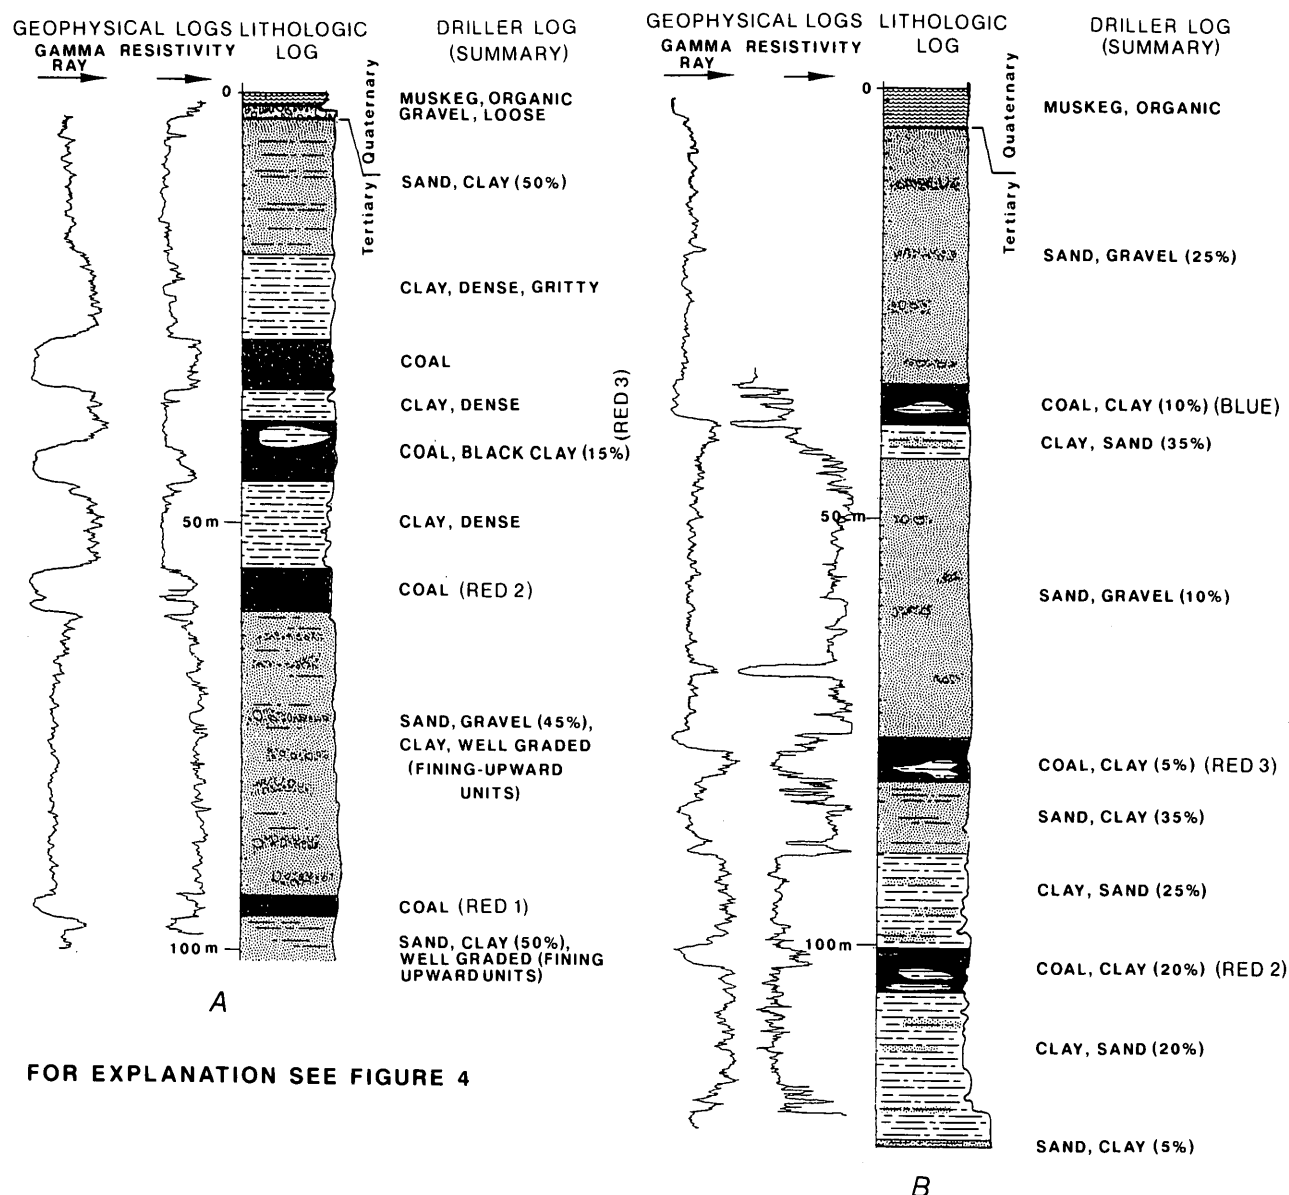 GEOPHYSICAL LOGS LITHOLOGIC LOG
DRILLER LOG (SUMMARY)
GAMMA RAY
RESISTIVITY
0
Quaternary
Tertiary
MUSKEG, ORGANIC
GRAVEL, LOOSE
SAND, CLAY (50%)
CLAY, DENSE, GRITTY
COAL
CLAY, DENSE
(RED 3)
COAL, BLACK CLAY (15%)
50 m
CLAY, DENSE
COAL (RED 2)
SAND, GRAVEL (45%),
CLAY, WELL GRADED
(FINING-UPWARD
UNITS)
COAL (RED 1)
100 m
SAND, CLAY (50%),
WELL GRADED (FINING
UPWARD UNITS)
A
FOR EXPLANATION SEE FIGURE 4
GEOPHYSICAL LOGS LITHOLOGIC LOG
DRILLER LOG (SUMMARY)
GAMMA RAY
RESISTIVITY
0
Quaternary
Tertiary
MUSKEG, ORGANIC
SAND, GRAVEL (25%)
COAL, CLAY (10%) (BLUE)
CLAY, SAND (35%)
50 m
SAND, GRAVEL (10%)
COAL, CLAY (5%) (RED 3)
SAND, CLAY (35%)
CLAY, SAND (25%)
100 m
COAL, CLAY (20%) (RED 2)
CLAY, SAND (20%)
SAND, CLAY (5%)
B